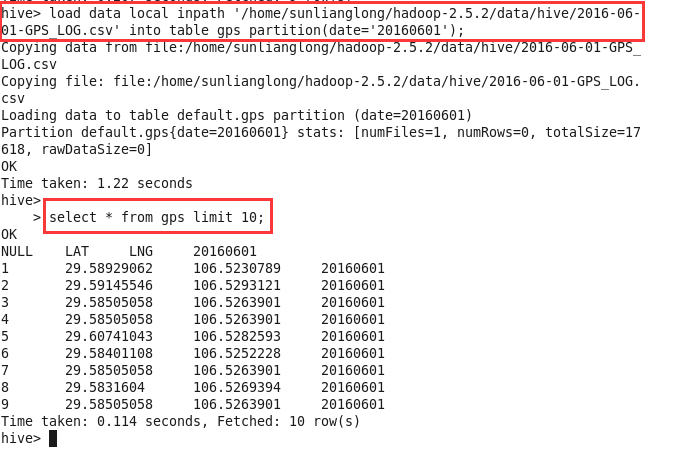 hive> load data local inpath '/home/sunlianglong/hadoop-2.5.2/data/hive/2016-06-
01-GPS_LOG.csv' into table gps partition(date='20160601');
Copying data from file:/home/sunlianglong/hadoop-2.5.2/data/hive/2016-06-01-GPS_
LOG.csv
Copying file: file:/home/sunlianglong/hadoop-2.5.2/data/hive/2016-06-01-GPS_LOG.
csv
Loading data to table default.gps partition (date=20160601)
Partition default.gps{date=20160601} stats: [numFiles=1, numRows=0, totalSize=17
618, rawDataSize=0]
OK
Time taken: 1.22 seconds
hive>
    > select * from gps limit 10;
OK
NULL    LAT     LNG     20160601
1       29.58929062     106.5230789     20160601
2       29.59145546     106.5293121     20160601
3       29.58505058     106.5263901     20160601
4       29.58505058     106.5263901     20160601
5       29.60741043     106.5282593     20160601
6       29.58401108     106.5252228     20160601
7       29.58505058     106.5263901     20160601
8       29.5831604      106.5269394     20160601
9       29.58505058     106.5263901     20160601
Time taken: 0.114 seconds, Fetched: 10 row(s)
hive>